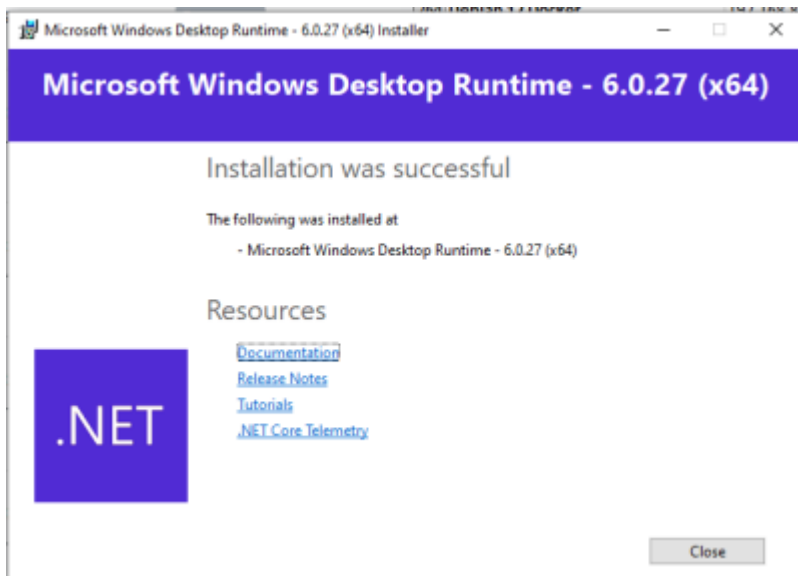 Microsoft Windows Desktop Runtime - 6.0.27 (x64) Installer
Microsoft Windows Desktop Runtime - 6.0.27 (x64)
Installation was successful
The following was installed at
- Microsoft Windows Desktop Runtime - 6.0.27 (x64)
Resources
Documentation
Release Notes
Tutorials
.NET Core Telemetry
.NET
Close